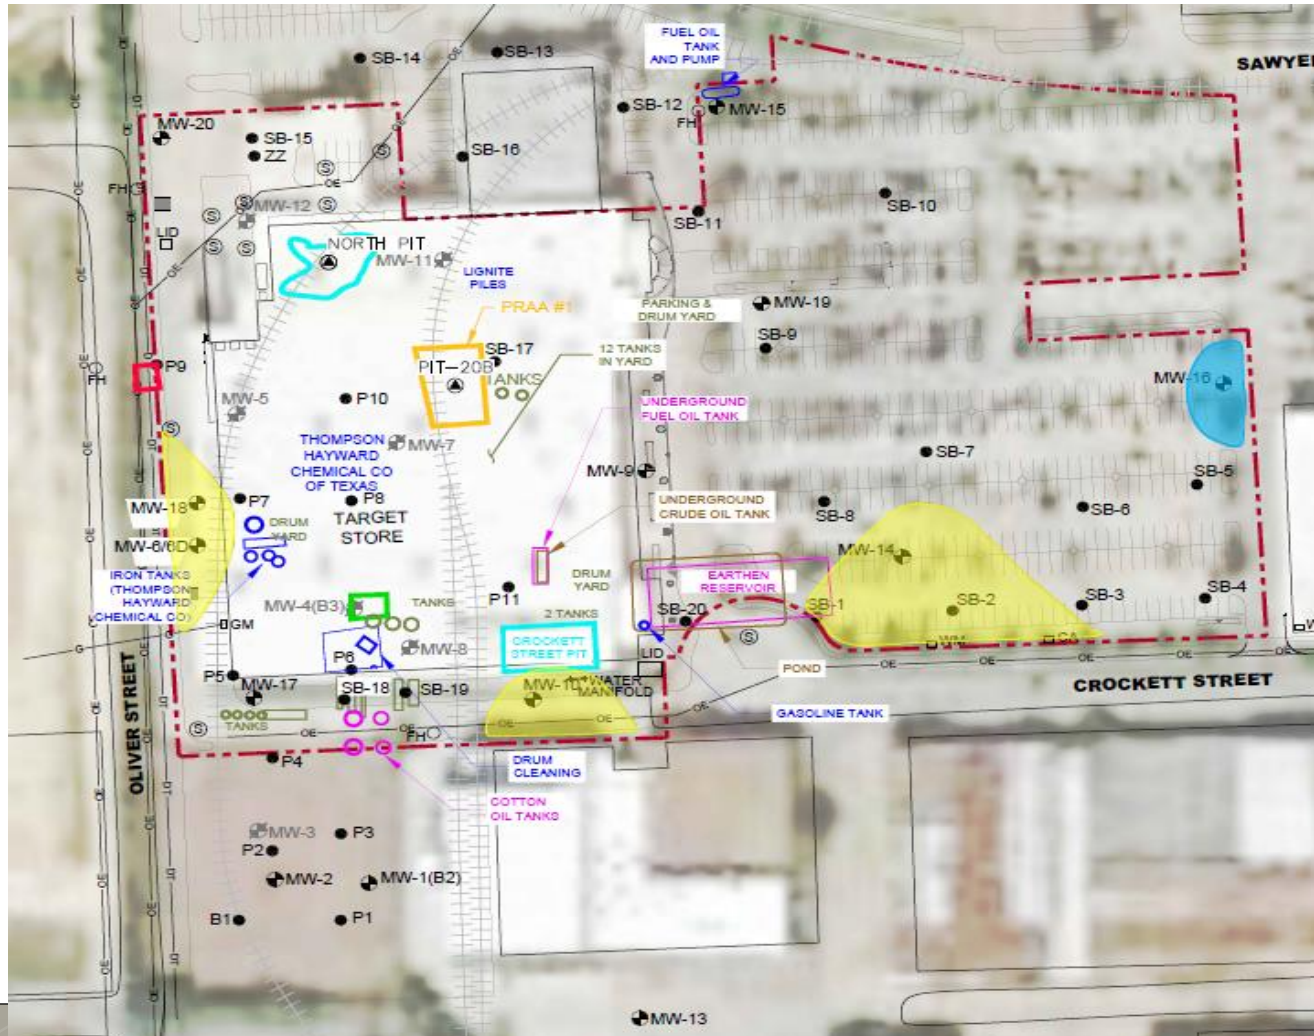 FUEL OIL
TANK
AND PUMP
SAWYER
SB-14
SB-13
SB-12
MW-15
FH
MW-20
SB-15
ZZ
SB-16
SB-10
SB-11
FH
MW-12
LID
NORTH PIT
MW-11
LIGNITE
PILES
PRAA #1
PARKING &
DRUM YARD
MW-19
SB-9
12 TANKS
IN YARD
SB-17
PIT-20B
TANKS
P9
FH
MW-16
MW-5
P10
UNDERGROUND
FUEL OIL TANK
THOMPSON
HAYWARD
CHEMICAL CO
OF TEXAS
MW-7
MW-9
SB-7
SB-5
MW-18
P7
P8
TARGET
STORE
DRUM
YARD
UNDERGROUND
CRUDE OIL TANK
SB-8
SB-6
MW-6/6D
MW-14
IRON TANKS
(THOMPSON
HAYWARD
CHEMICAL CO)
DRUM
YARD
EARTHEN
RESERVOIR
P11
MW-4(B3)
TANKS
2 TANKS
SB-20
SB-1
SB-2
SB-3
SB-4
GM
CROCKETT
STREET PIT
WM
CA
G
MW-8
P6
LID
POND
P5
MW-17
SB-18
SB-19
MW-10
WATER
MANIFOLD
CROCKETT STREET
TANKS
FH
GASOLINE TANK
OLIVER STREET
P4
DRUM
CLEANING
COTTON
OIL TANKS
MW-3
P3
P2
MW-2
MW-1(B2)
B1
P1
MW-13
OE
OE
OE
OE
OE
OE
OE
S
S
S
S
S
S
S
S
S
S